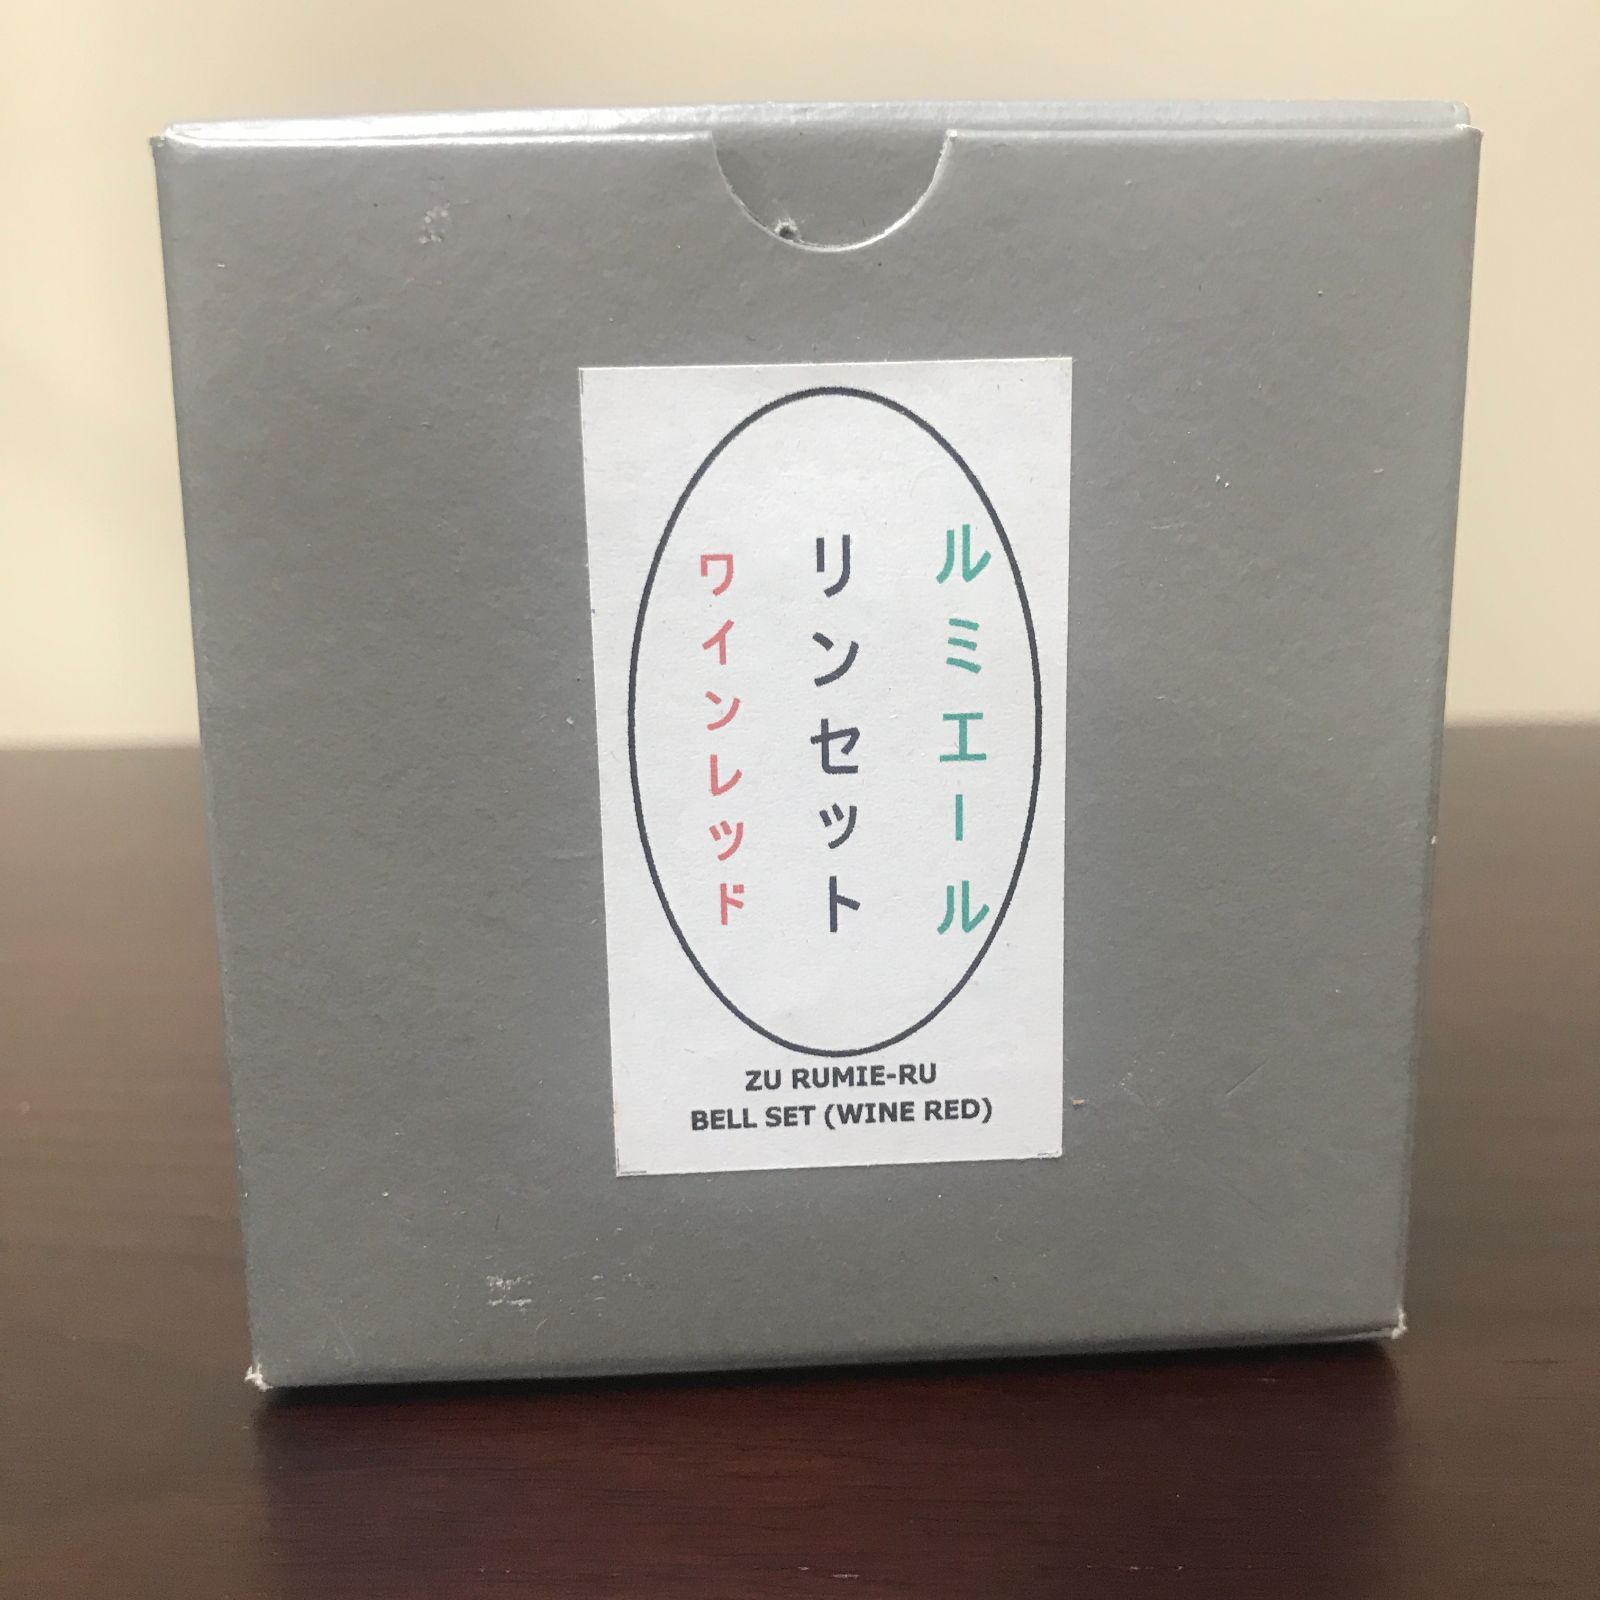 ルミエール
リンセット
ワインレッド
ZU RUMIE-RU
BELL SET (WINE RED)